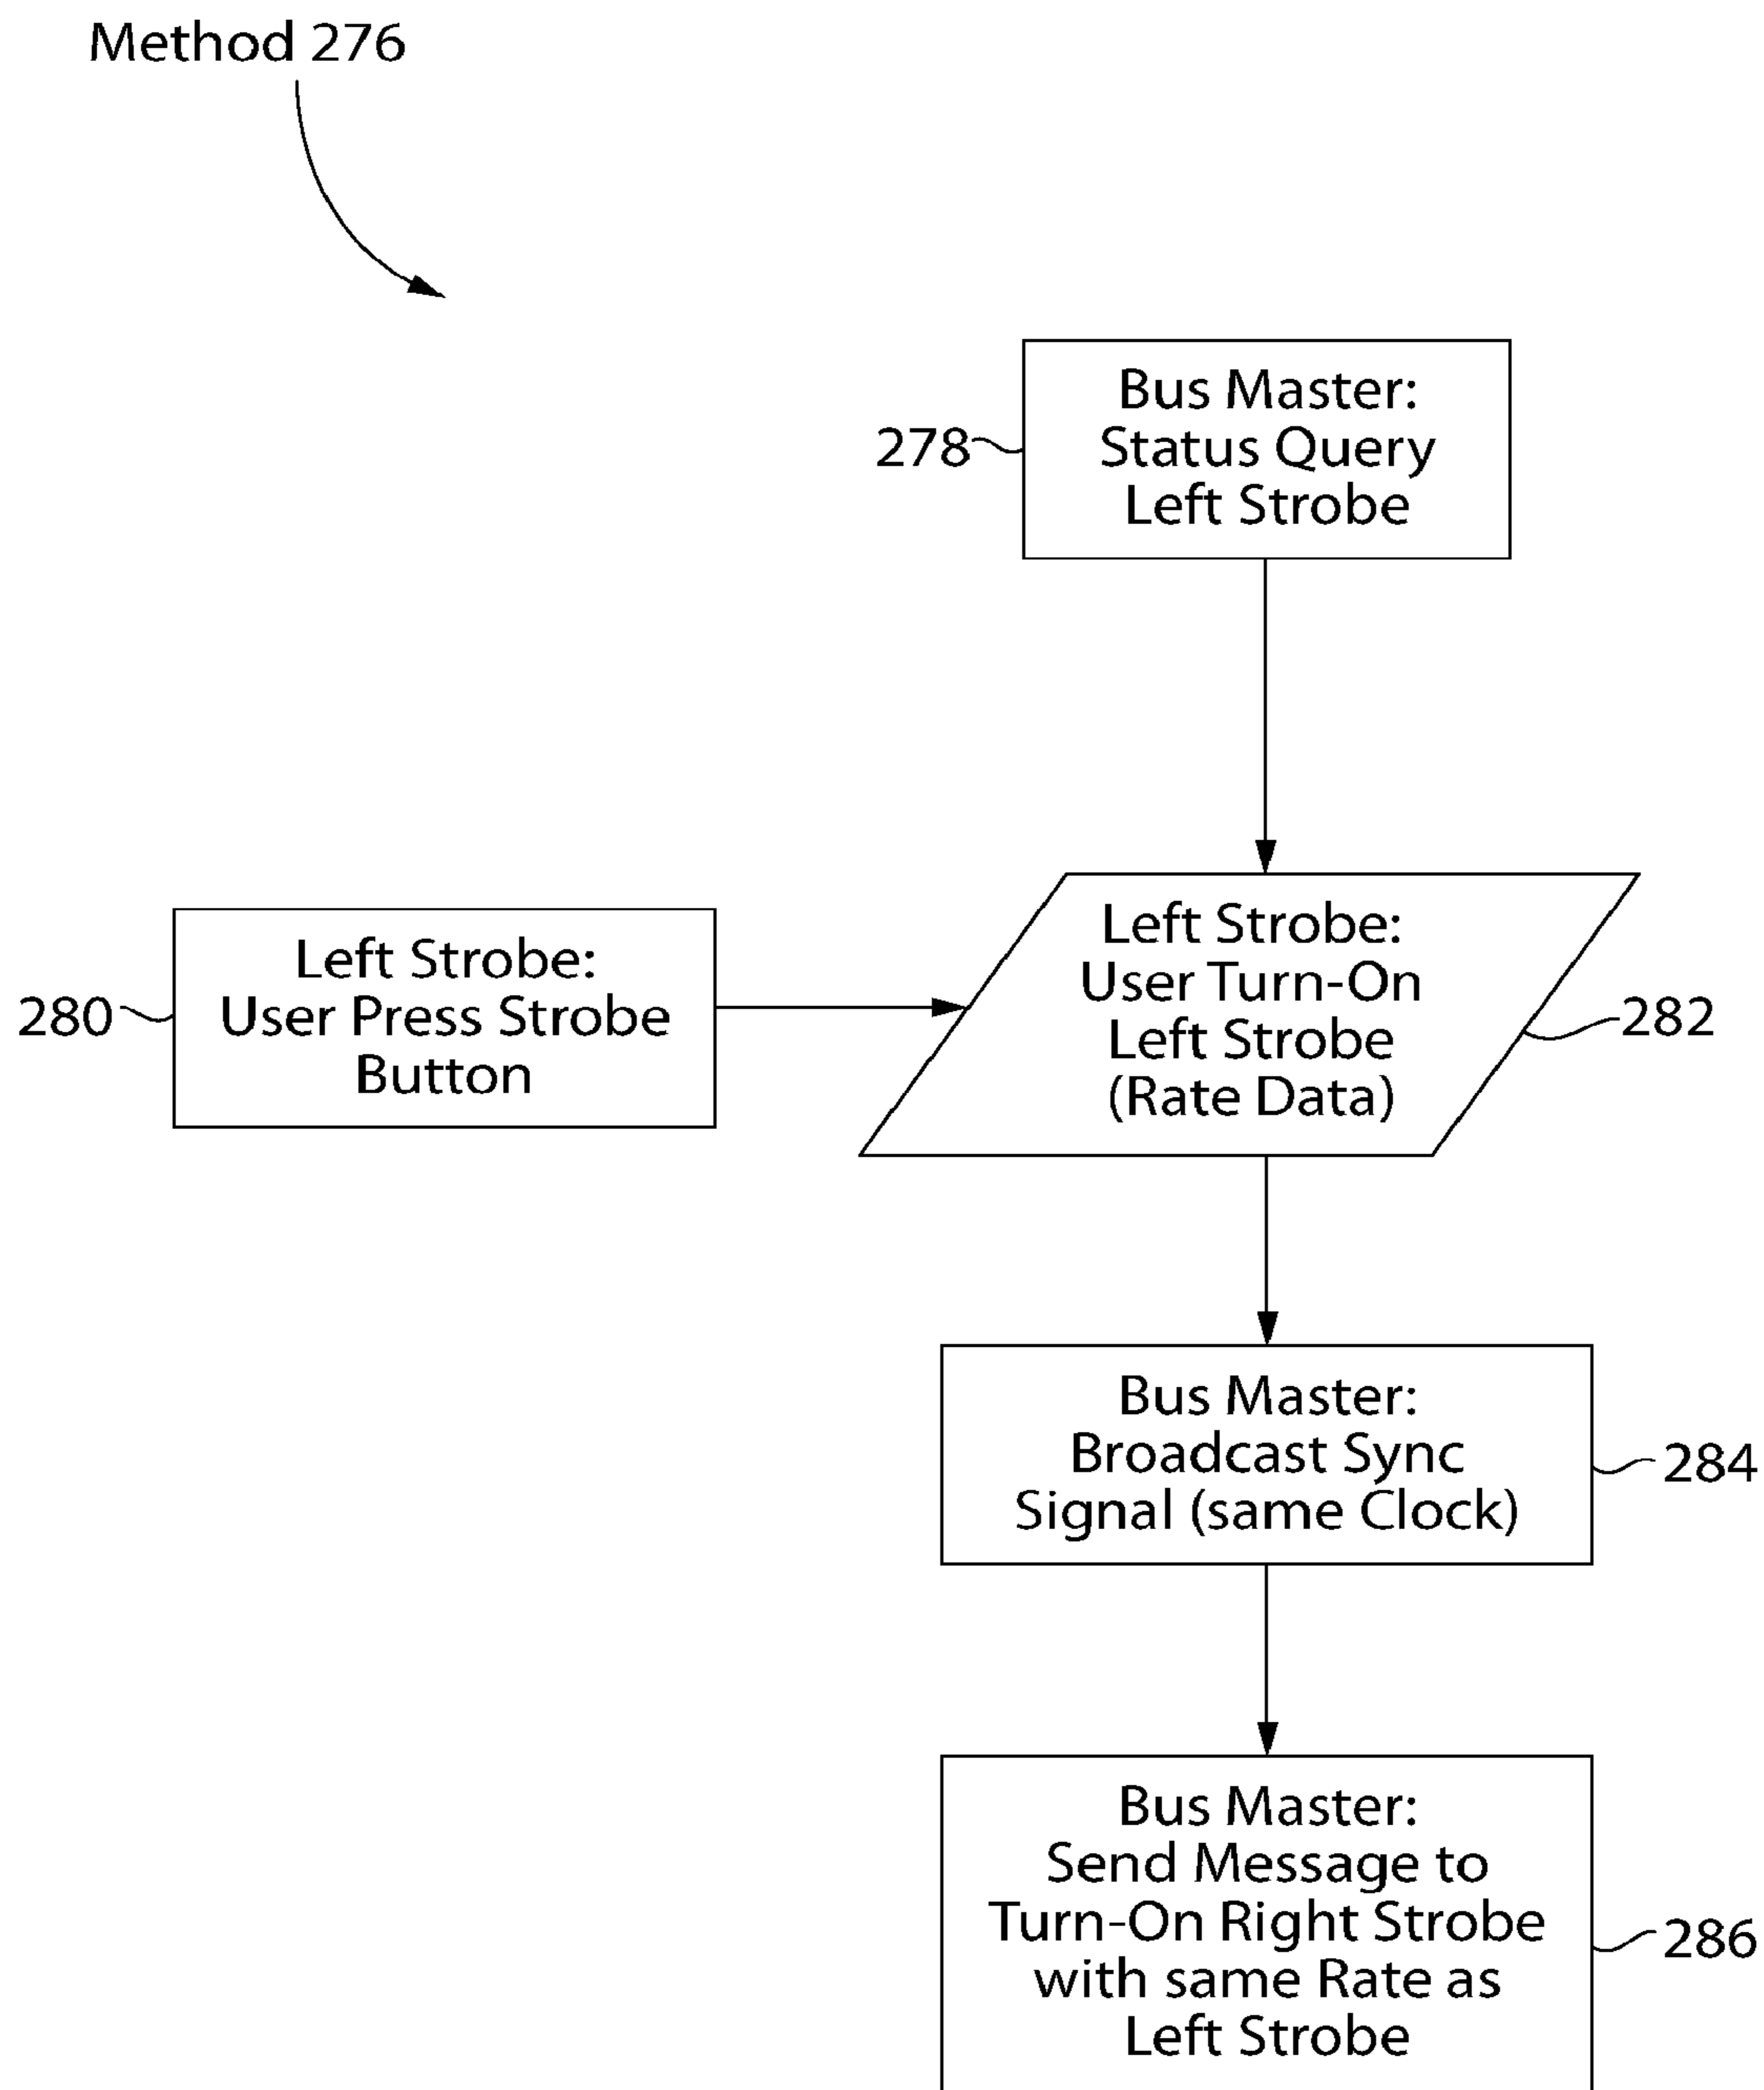 Method 276
Bus Master:
Status Query
Left Strobe
278
Left Strobe:
User Press Strobe
Button
280
Left Strobe:
User Turn-On
Left Strobe
(Rate Data)
282
Bus Master:
Broadcast Sync
Signal (same Clock)
284
Bus Master:
Send Message to
Turn-On Right Strobe
with same Rate as
Left Strobe
286